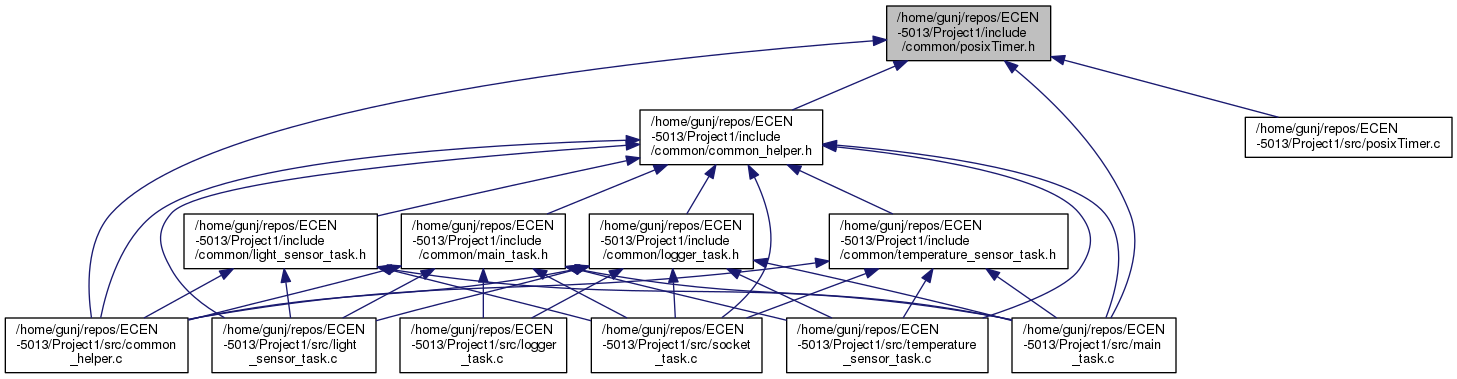 /home/gunj/repos/ECEN
-5013/Project1/include
/common/posixTimer.h
/home/gunj/repos/ECEN
-5013/Project1/include
/common/common_helper.h
/home/gunj/repos/ECEN
-5013/Project1/src/posixTimer.c
/home/gunj/repos/ECEN
-5013/Project1/include
/common/light_sensor_task.h
/home/gunj/repos/ECEN
-5013/Project1/include
/common/main_task.h
/home/gunj/repos/ECEN
-5013/Project1/include
/common/logger_task.h
/home/gunj/repos/ECEN
-5013/Project1/include
/common/temperature_sensor_task.h
/home/gunj/repos/ECEN
-5013/Project1/src/common
_helper.c
/home/gunj/repos/ECEN
-5013/Project1/src/light
_sensor_task.c
/home/gunj/repos/ECEN
-5013/Project1/src/logger
_task.c
/home/gunj/repos/ECEN
-5013/Project1/src/socket
_task.c
/home/gunj/repos/ECEN
-5013/Project1/src/temperature
_sensor_task.c
/home/gunj/repos/ECEN
-5013/Project1/src/main
_task.c